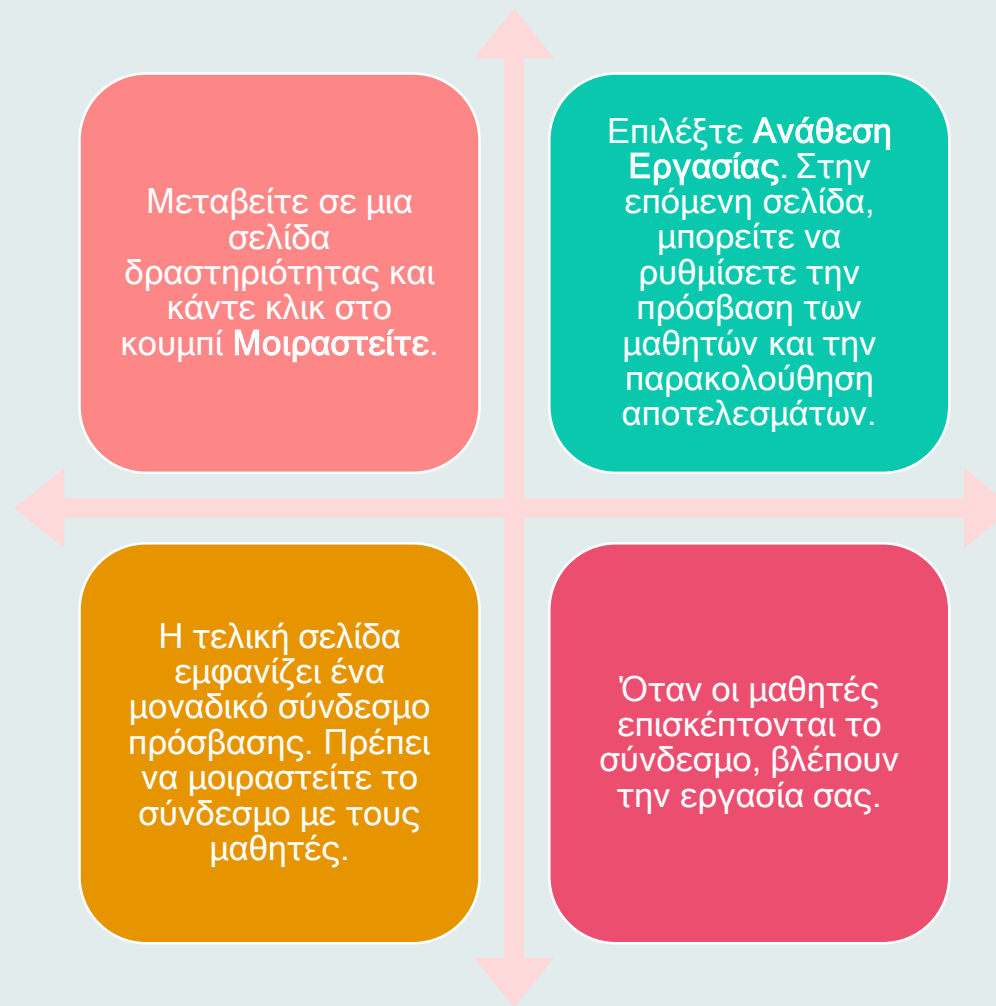 Μεταβείτε σε μια
σελίδα
δραστηριότητας και
κάντε κλικ στο
κουμπί Μοιραστείτε.
Επιλέξτε Ανάθεση
Εργασίας. Στην
επόμενη σελίδα,
μπορείτε να
ρυθμίσετε την
πρόσβαση των
μαθητών και την
παρακολούθηση
αποτελεσμάτων.
Η τελική σελίδα
εμφανίζει ένα
μοναδικό σύνδεσμο
πρόσβασης. Πρέπει
να μοιραστείτε το
σύνδεσμο με τους
μαθητές.
Όταν οι μαθητές
επισκέπτονται το
σύνδεσμο, βλέπουν
την εργασία σας.